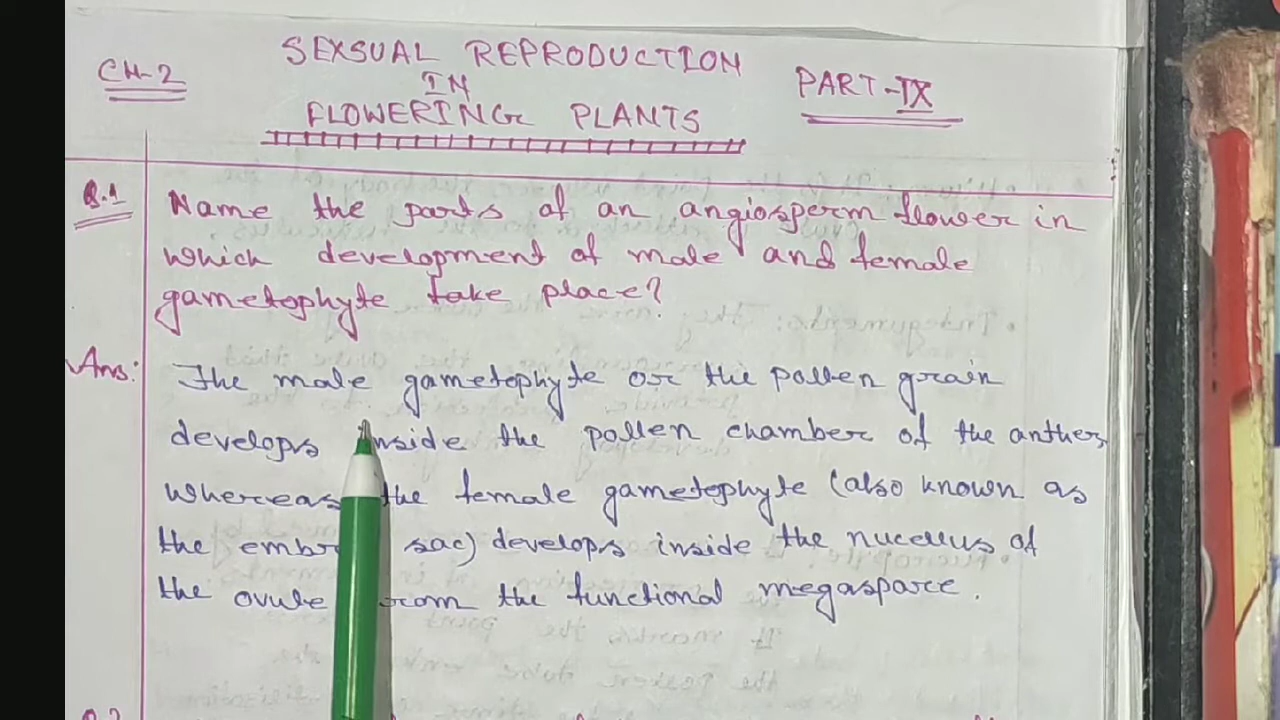 CH-2
SEXSUAL REPRODUCTION
IN
FLOWERING PLANTS
PART-IX
Q.1
Name the parts of an angiosperm flower in
which development of male and female
gametophyte take place?
Ans:
The male gametophyte or the pollen grain
develops inside the pollen chamber of the anther,
whereas the female gametophyte (also known as
the sac) develops inside the nucellus of
the ovule from the functional megaspore.
Q.2